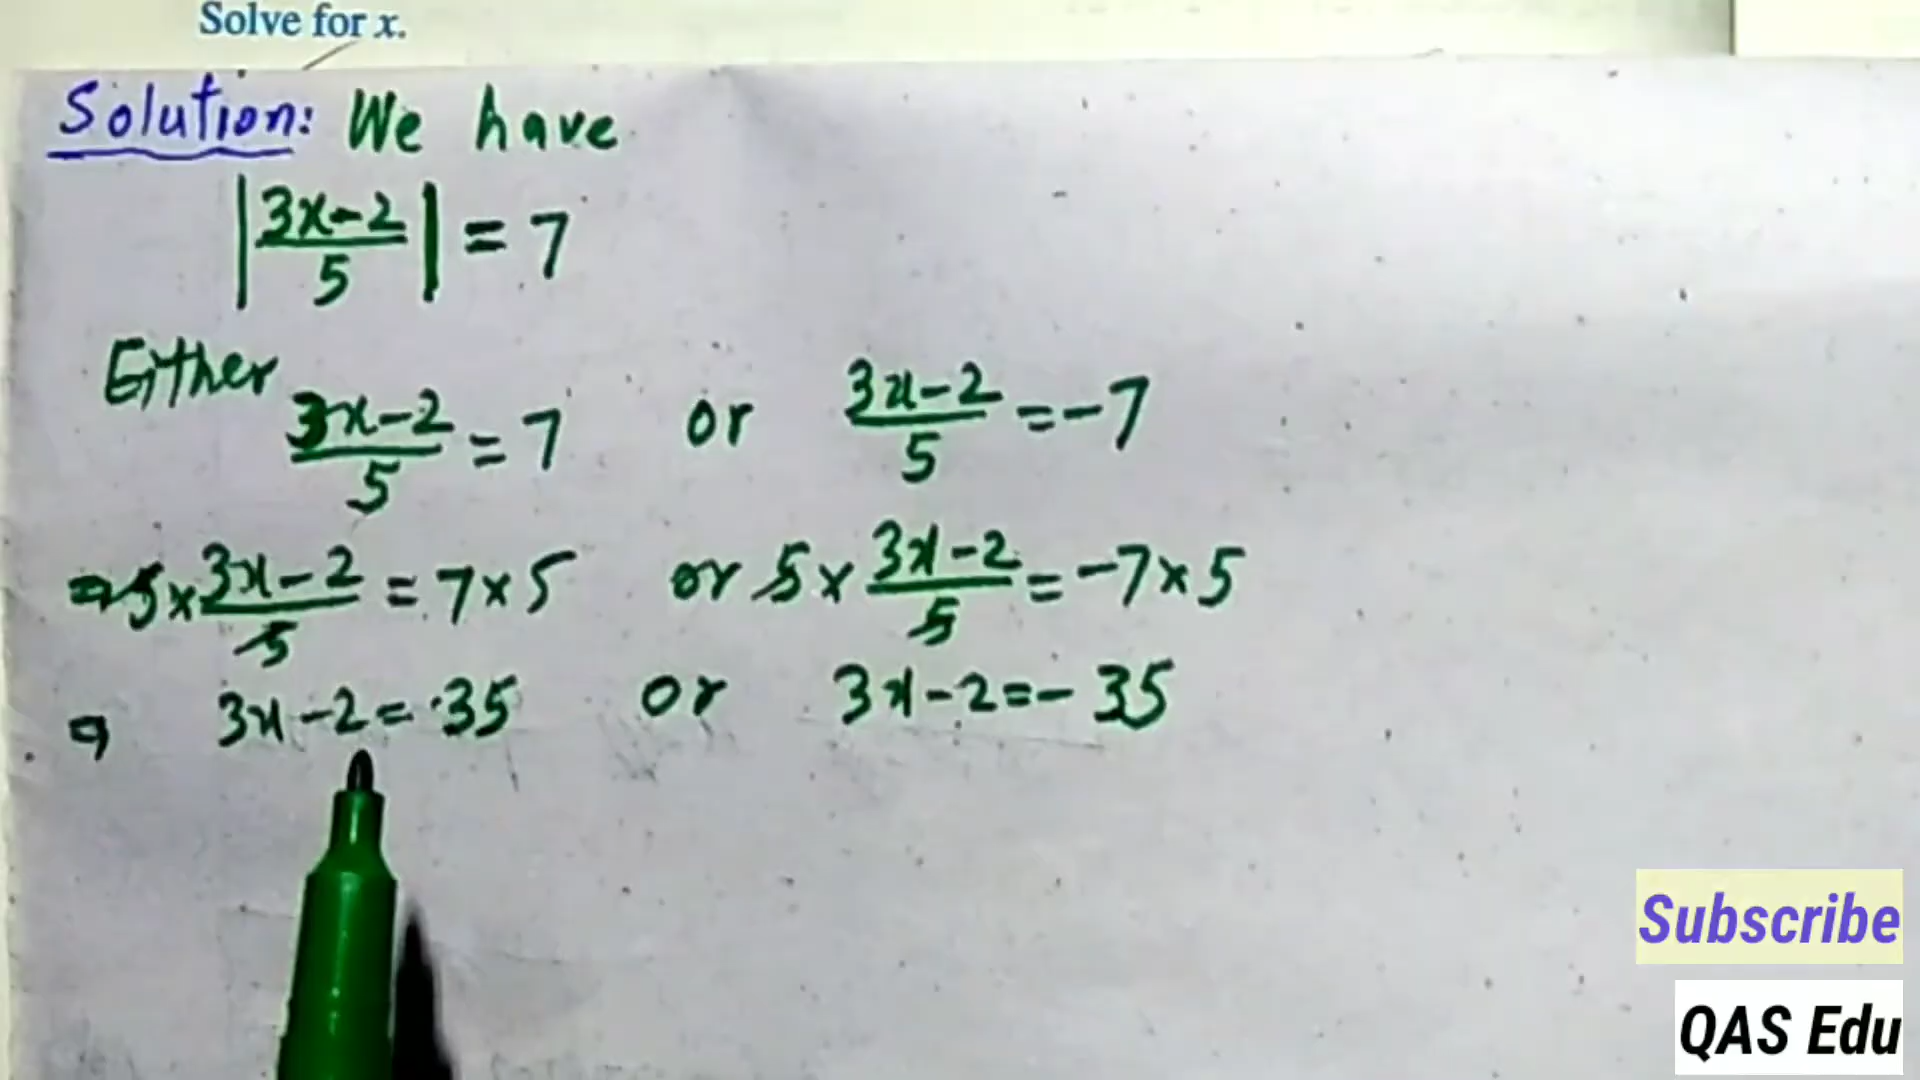 Solve for x.
Solution: We have
|3x-2/5| = 7
Either 3x-2/5 = 7 or 3x-2/5 = -7
⇒ 5 × 3x-2/5 = 7 × 5 or 5 × 3x-2/5 = -7 × 5
⇒ 3x-2 = 35 or 3x-2 = -35
Subscribe
QAS Edu